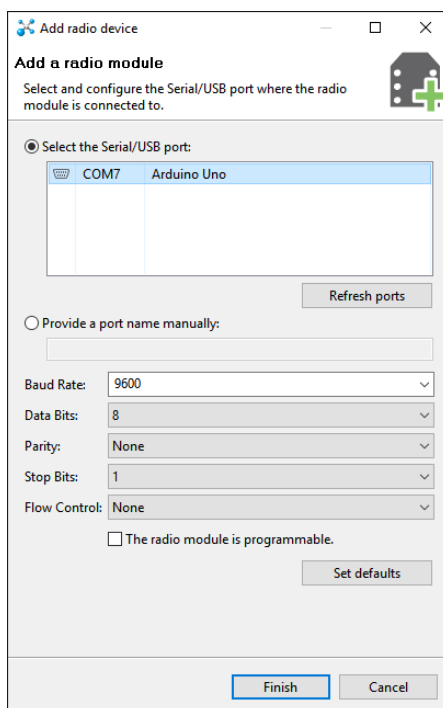 Add radio device
Add a radio module
Select and configure the Serial/USB port where the radio
module is connected to.
Select the Serial/USB port:
COM7 Arduino Uno
Refresh ports
Provide a port name manually:
Baud Rate: 9600
Data Bits: 8
Parity: None
Stop Bits: 1
Flow Control: None
The radio module is programmable.
Set defaults
Finish Cancel